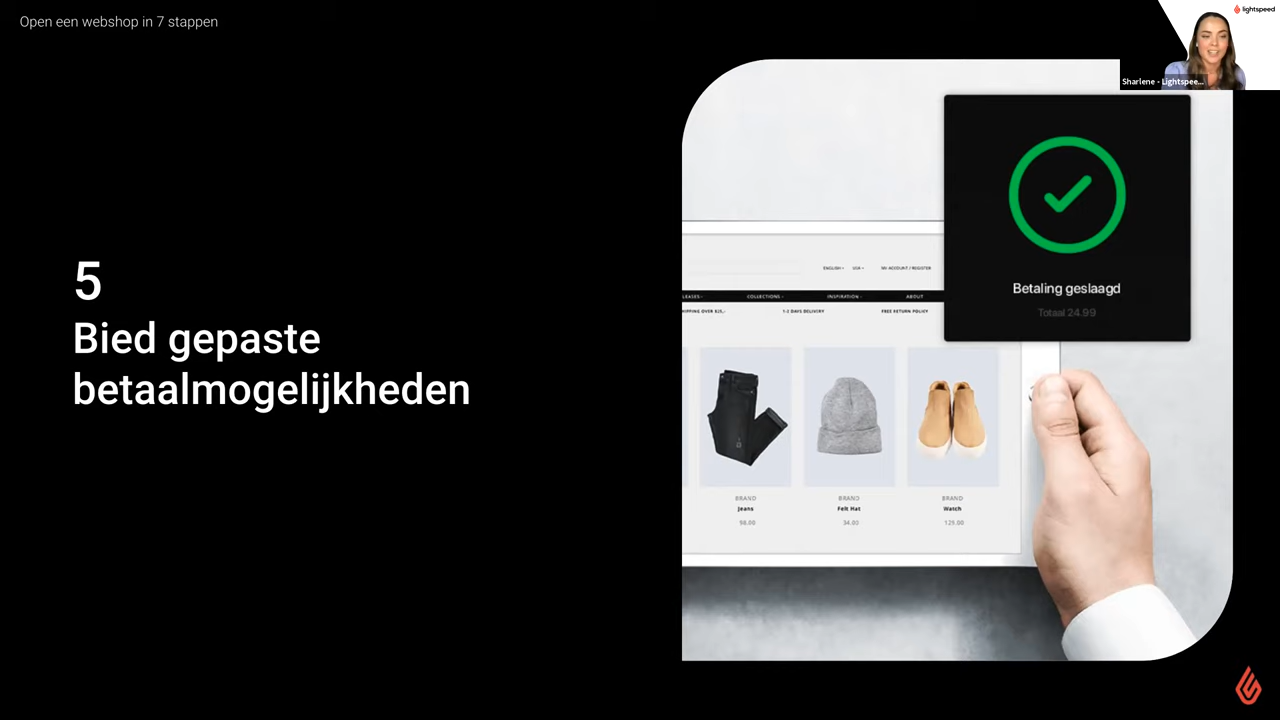 Open een webshop in 7 stappen
lightspeed
Sharlene - Lightspee...
5
Bied gepaste
betaalmogelijkheden
Betaling geslaagd
Totaal 24.99
ENGLISH
MY ACCOUNT / REGISTER
COLLECTIONS
INSPIRATION
ABOUT
1-2 DAYS DELIVERY
FREE RETURN POLICY
BRAND
BRAND
BRAND
Jeans
Felt Hat
Watch
98.00
34.00
129.00